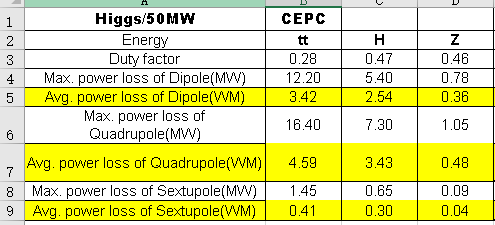 A B C D
1 Higgs/50MW CEPC
2 Energy tt H Z
3 Duty factor 0.28 0.47 0.46
4 Max. power loss of Dipole(MW) 12.20 5.40 0.78
5 Avg. power loss of Dipole(WM) 3.42 2.54 0.36
Max. power loss of
6 Quadrupole(MW) 16.40 7.30 1.05
7 Avg. power loss of Quadrupole(WM) 4.59 3.43 0.48
8 Max. power loss of Sextupole(MW) 1.45 0.65 0.09
9 Avg. power loss of Sextupole(WM) 0.41 0.30 0.04